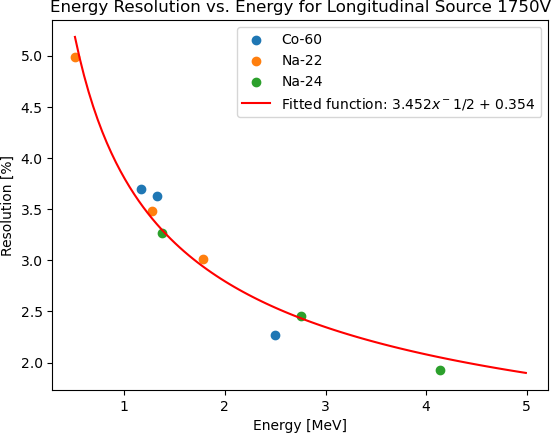 Energy Resolution vs. Energy for Longitudinal Source 1750V
Co-60
Na-22
Na-24
Fitted function: 3.452x⁻1/2 + 0.354
Resolution [%]
5.0
4.5
4.0
3.5
3.0
2.5
2.0
1 2 3 4 5
Energy [MeV]